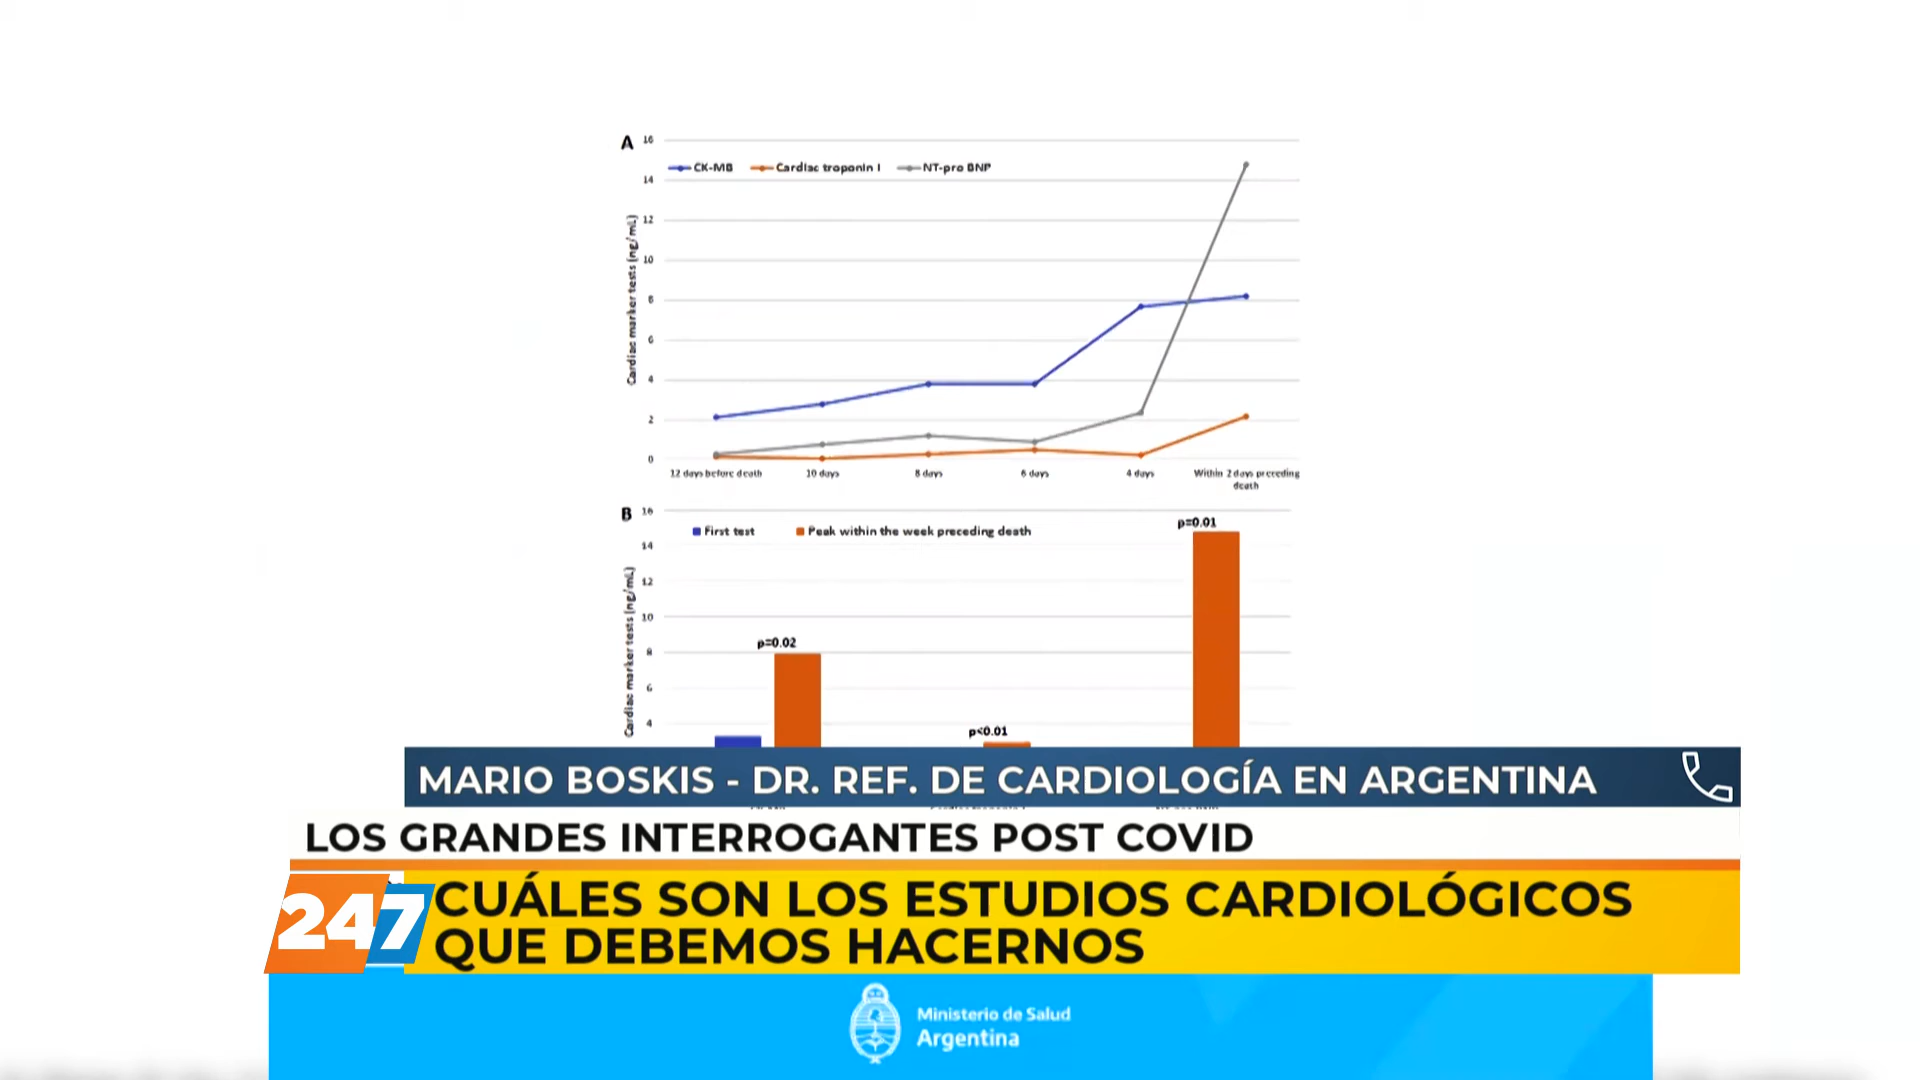 A
16
CK-MB Cardiac troponin I NT-pro BNP
14
12
10
8
6
4
2
0
Cardiac marker tests (ng/mL)
12 days before death 10 days 8 days 6 days 4 days Within 2 days preceding
death
B
16
First test Peak within the week preceding death
p=0.01
14
12
10
p=0.02
8
6
4
p<0.01
Cardiac marker tests (ng/mL)
MARIO BOSKIS - DR. REF. DE CARDIOLOGÍA EN ARGENTINA
LOS GRANDES INTERROGANTES POST COVID
247
CUÁLES SON LOS ESTUDIOS CARDIOLÓGICOS
QUE DEBEMOS HACERNOS
Ministerio de Salud
Argentina